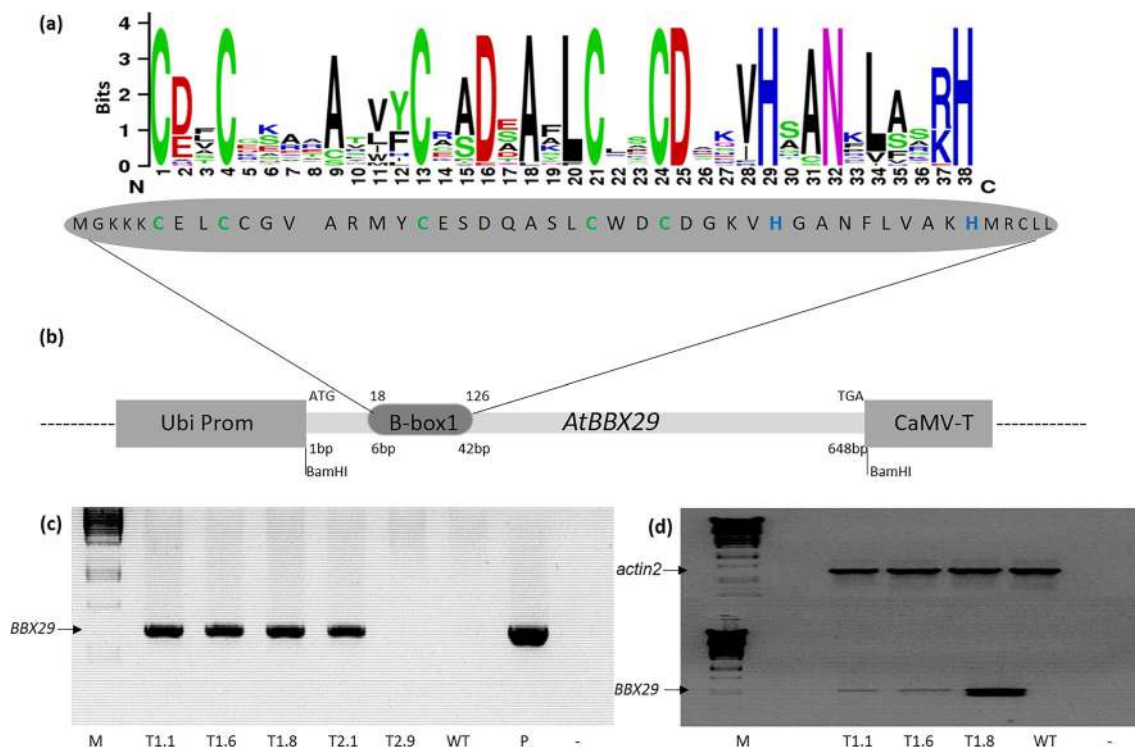 (a)
4
3
2
1
0
Bits
1 2 3 4 5 6 7 8 9 10 11 12 13 14 15 16 17 18 19 20 21 22 23 24 25 26 27 28 29 30 31 32 33 34 35 36 37 38
N C
MGKKKCELCCGV ARMYCESDQASLCWDCDGKVHGANFLVAKHMRCLL
(b)
ATG 18 126 TGA
Ubi Prom B-box1 AtBBX29 CaMV-T
1bp 6bp 42bp 648bp
BamHI BamHI
(c)
BBX29
M T1.1 T1.6 T1.8 T2.1 T2.9 WT P -
(d)
actin2
BBX29
M T1.1 T1.6 T1.8 WT -